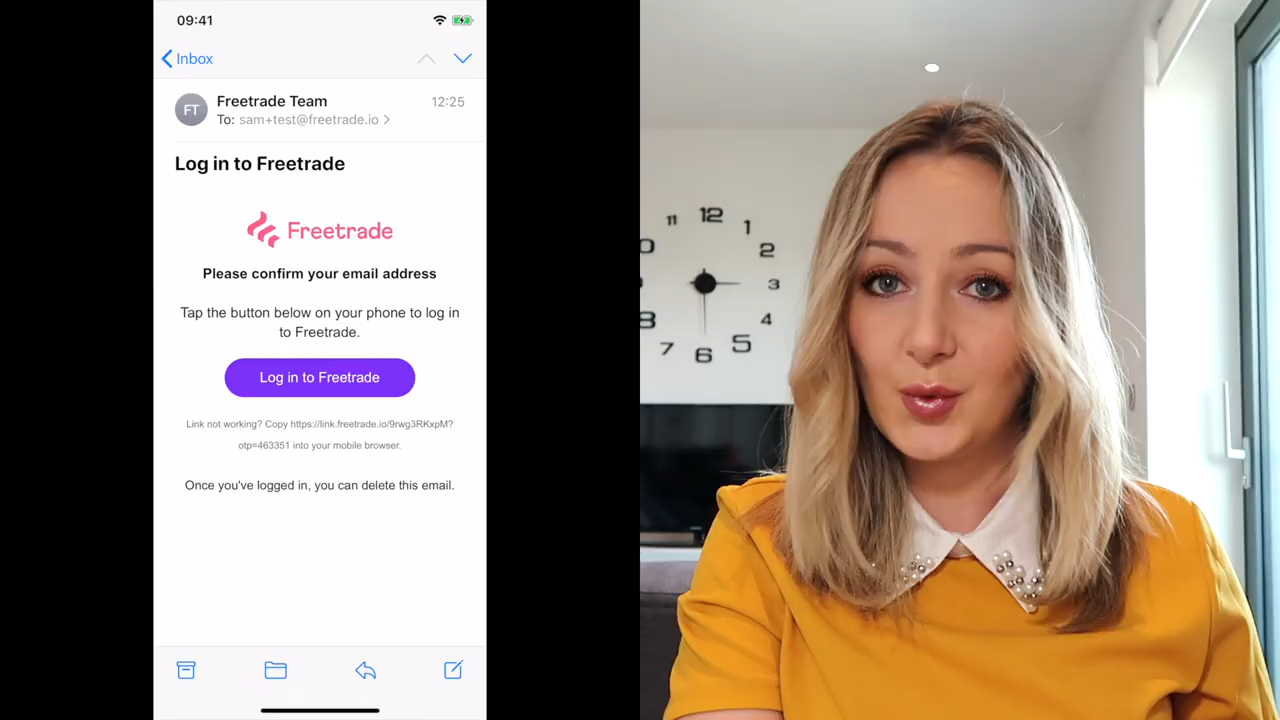 09:41
Inbox
FT
Freetrade Team
12:25
To: sam+test@freetrade.io
Log in to Freetrade
Freetrade
Please confirm your email address
Tap the button below on your phone to log in
to Freetrade.
Log in to Freetrade
Link not working? Copy https://link.freetrade.io/9rwg3RKxpM?
otp=463351 into your mobile browser.
Once you've logged in, you can delete this email.
11 12 1
0 2
3
8 4
7 6 5